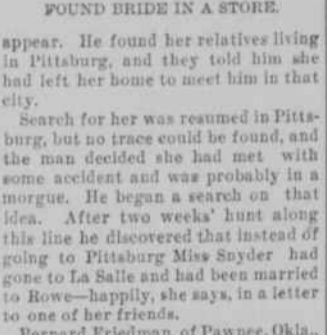 FOUND BRIDE IN A STORE.
appear. He found her relatives living
in Pittsburg, and they told him she
had left her home to meet him in that
city.
Search for her was resumed in Pitts-
burg, but no trace could be found, and
the man decided she had met with
some accident and was probably in a
morgue. He began a search on that
idea. After two weeks' hunt along
this line he discovered that instead of
going to Pittsburg Miss Snyder had
gone to La Salle and had been married
to Rowe—happily, she says, in a letter
to one of her friends.
Bernard Friedman, of Pawnee, Okla.,